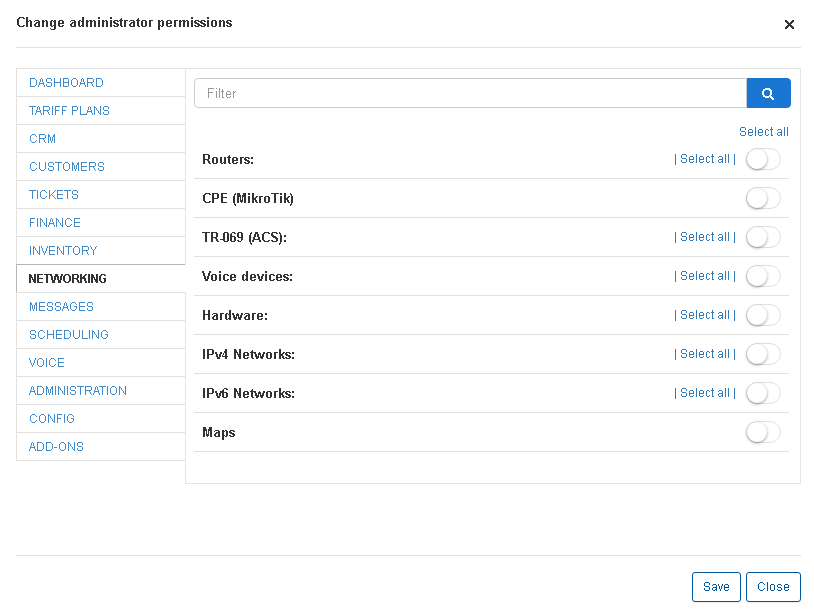 Change administrator permissions
×
DASHBOARD
TARIFF PLANS
CRM
CUSTOMERS
TICKETS
FINANCE
INVENTORY
NETWORKING
MESSAGES
SCHEDULING
VOICE
ADMINISTRATION
CONFIG
ADD-ONS
Filter
Select all
Routers: | Select all |
CPE (MikroTik)
TR-069 (ACS): | Select all |
Voice devices: | Select all |
Hardware: | Select all |
IPv4 Networks: | Select all |
IPv6 Networks: | Select all |
Maps
Save Close